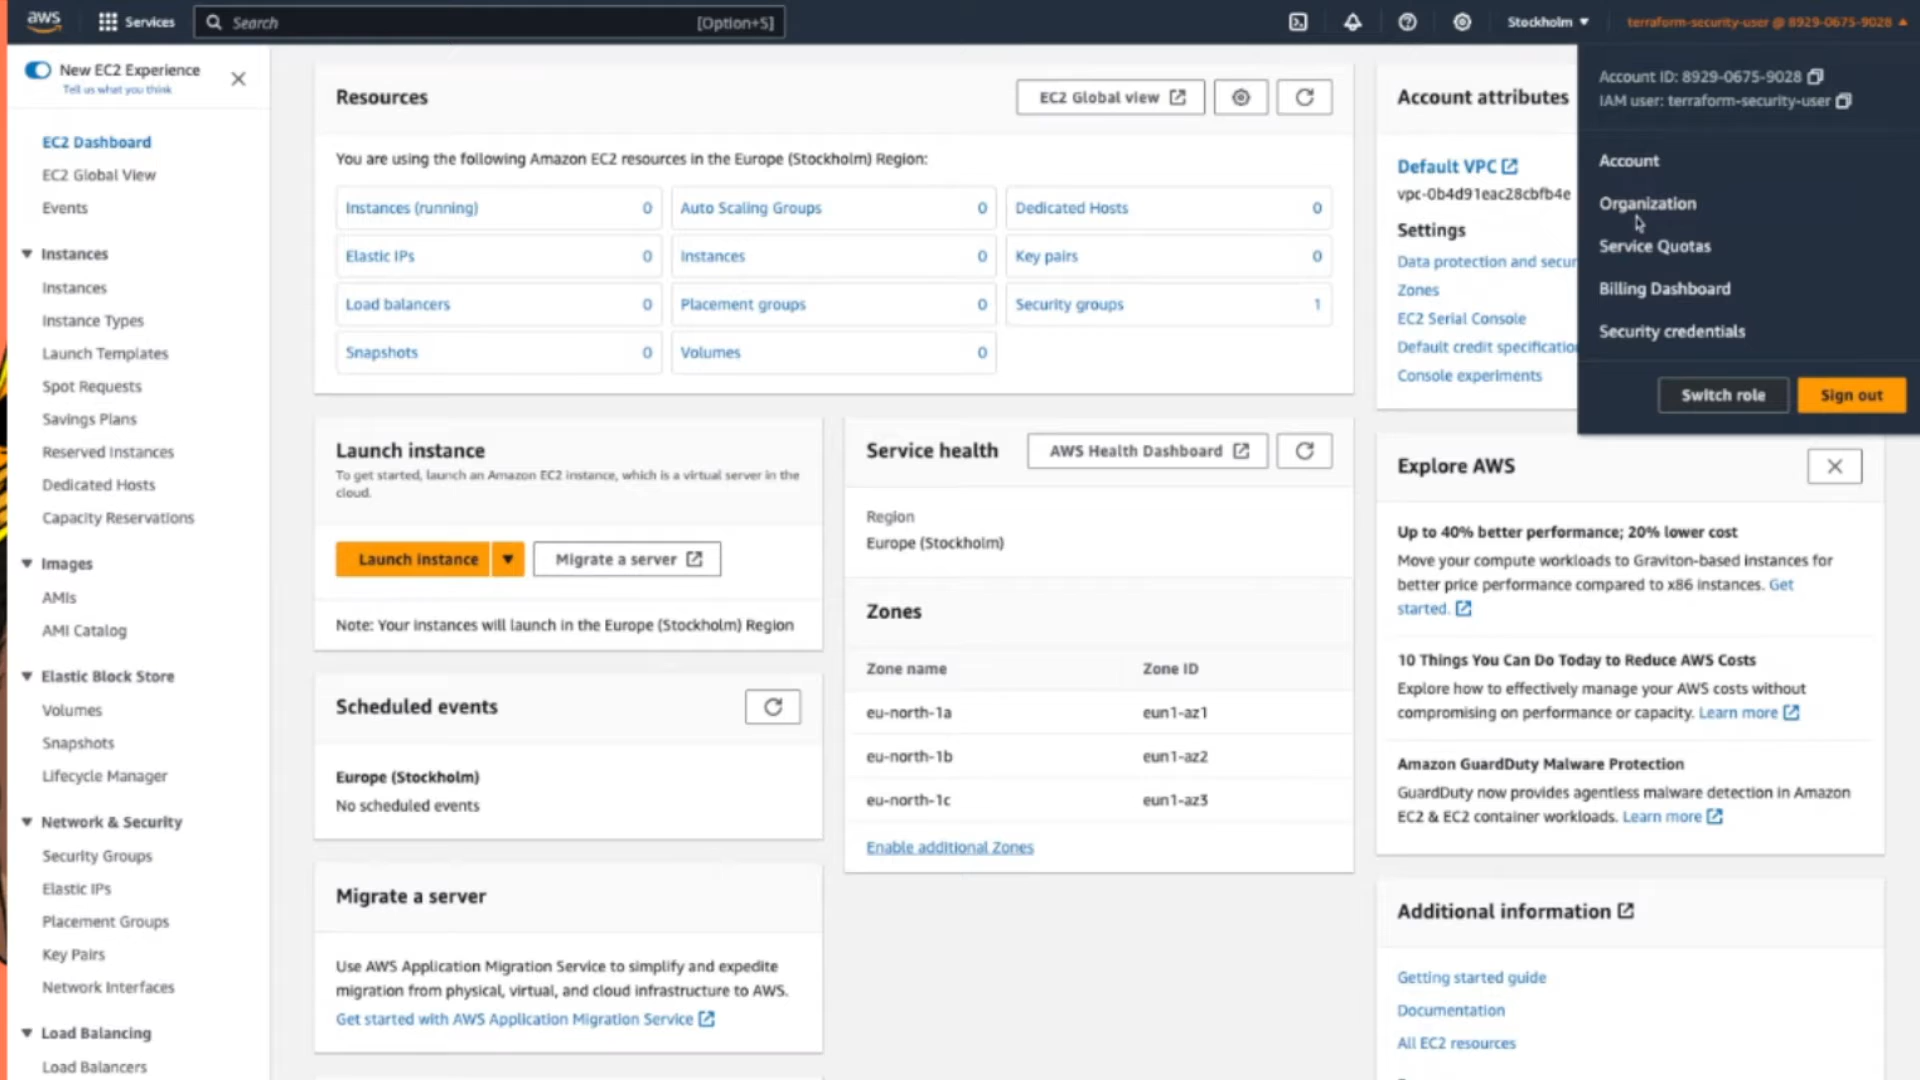 aws
Services
Search
[Option+S]
Stockholm
terraform-security-user @ 8929-0675-9028
New EC2 Experience
Tell us what you think
EC2 Dashboard
EC2 Global View
Events
Instances
Instances
Instance Types
Launch Templates
Spot Requests
Savings Plans
Reserved Instances
Dedicated Hosts
Capacity Reservations
Images
AMIs
AMI Catalog
Elastic Block Store
Volumes
Snapshots
Lifecycle Manager
Network & Security
Security Groups
Elastic IPs
Placement Groups
Key Pairs
Network Interfaces
Load Balancing
Load Balancers
Resources
EC2 Global view
You are using the following Amazon EC2 resources in the Europe (Stockholm) Region:
Instances (running) 0
Auto Scaling Groups 0
Dedicated Hosts 0
Elastic IPs 0
Instances 0
Key pairs 0
Load balancers 0
Placement groups 0
Security groups 1
Snapshots 0
Volumes 0
Launch instance
To get started, launch an Amazon EC2 instance, which is a virtual server in the
cloud.
Launch instance
Migrate a server
Note: Your instances will launch in the Europe (Stockholm) Region
Scheduled events
Europe (Stockholm)
No scheduled events
Migrate a server
Use AWS Application Migration Service to simplify and expedite
migration from physical, virtual, and cloud infrastructure to AWS.
Get started with AWS Application Migration Service
Service health
AWS Health Dashboard
Region
Europe (Stockholm)
Zones
Zone name Zone ID
eu-north-1a eun1-az1
eu-north-1b eun1-az2
eu-north-1c eun1-az3
Enable additional Zones
Account attributes
Default VPC
vpc-0b4d91eac28cbfb4e
Settings
Data protection and secur
Zones
EC2 Serial Console
Default credit specification
Console experiments
Account ID: 8929-0675-9028
IAM user: terraform-security-user
Account
Organization
Service Quotas
Billing Dashboard
Security credentials
Switch role
Sign out
Explore AWS
Up to 40% better performance; 20% lower cost
Move your compute workloads to Graviton-based instances for
better price performance compared to x86 instances. Get
started.
10 Things You Can Do Today to Reduce AWS Costs
Explore how to effectively manage your AWS costs without
compromising on performance or capacity. Learn more
Amazon GuardDuty Malware Protection
GuardDuty now provides agentless malware detection in Amazon
EC2 & EC2 container workloads. Learn more
Additional information
Getting started guide
Documentation
All EC2 resources